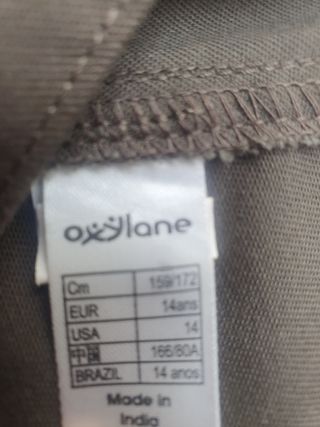 oxylane
Cm 159/172
EUR 14ans
USA 14
中国 166/80A
BRAZIL 14 anos
Made in
India